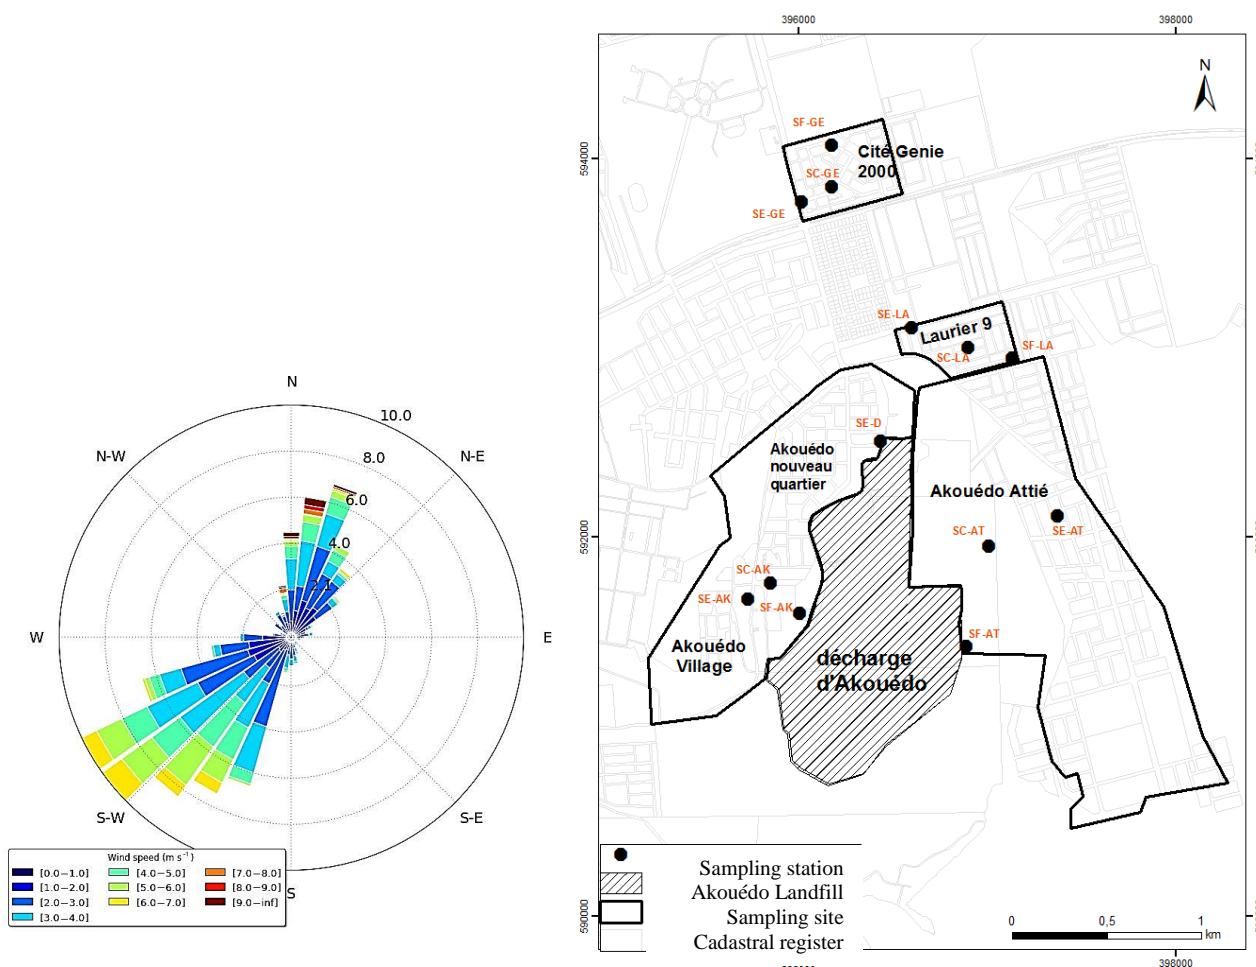 N
10.0
N-W
N-E
8.0
6.0
4.0
2.1
W
E
S-W
S-E
S
Wind speed (m s⁻¹)
[0.0−1.0]
[1.0−2.0]
[2.0−3.0]
[3.0−4.0]
[4.0−5.0]
[5.0−6.0]
[6.0−7.0]
[7.0−8.0]
[8.0−9.0]
[9.0−inf]
396000
398000
N
594000
592000
590000
SF-GE
Cité Genie
2000
SC-GE
SE-GE
SE-LA
Laurier 9
SC-LA
SF-LA
SE-D
Akouédo
nouveau
quartier
Akouédo Attié
SC-AT
SE-AT
SC-AK
SE-AK
SF-AK
SF-AT
Akouédo
Village
décharge
d'Akouédo
Sampling station
Akouédo Landfill
Sampling site
Cadastral register
0
0,5
1
km
398000